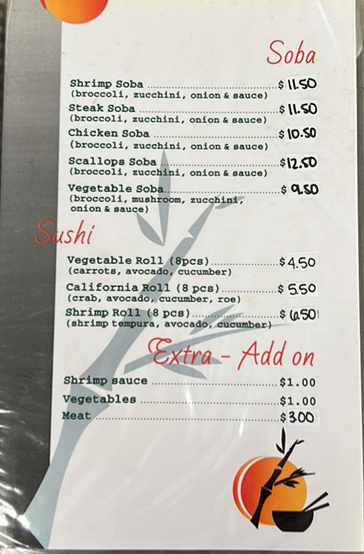 Soba
Shrimp Soba ........ $ 11.50
(broccoli, zucchini, onion & sauce)
Steak Soba ........ $ 11.50
(broccoli, zucchini, onion & sauce)
Chicken Soba ........ $ 10.50
(broccoli, zucchini, onion & sauce)
Scallops Soba ........ $12.50
(broccoli, zucchini, onion & sauce)
Vegetable Soba ........ $ 9.50
(broccoli, mushroom, zucchini,
onion & sauce)
Sushi
Vegetable Roll (8pcs) ........ $4.50
(carrots, avocado, cucumber)
California Roll (8 pcs) ........ $ 5.50
(crab, avocado, cucumber, roe)
Shrimp Roll (8 pcs) ........ $ 6.50
(shrimp tempura, avocado, cucumber)
Extra - Add on
Shrimp sauce ........ $1.00
Vegetables ........ $1.00
Meat ........ $3.00